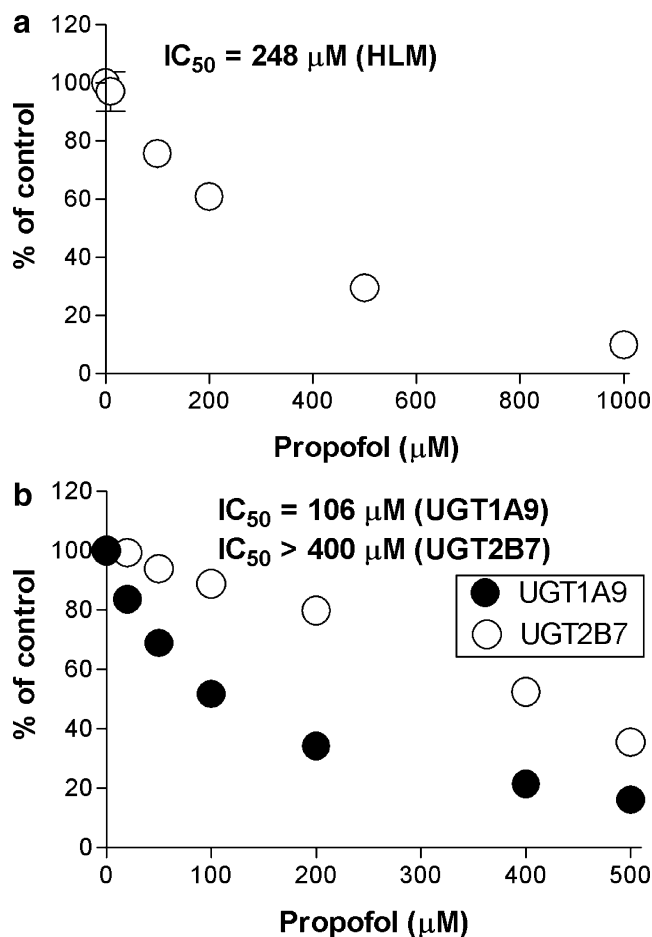 a
IC50 = 248 μM (HLM)
% of control
120
100
80
60
40
20
0
0 200 400 600 800 1000
Propofol (μM)
b
IC50 = 106 μM (UGT1A9)
IC50 > 400 μM (UGT2B7)
UGT1A9
UGT2B7
% of control
120
100
80
60
40
20
0
0 100 200 300 400 500
Propofol (μM)